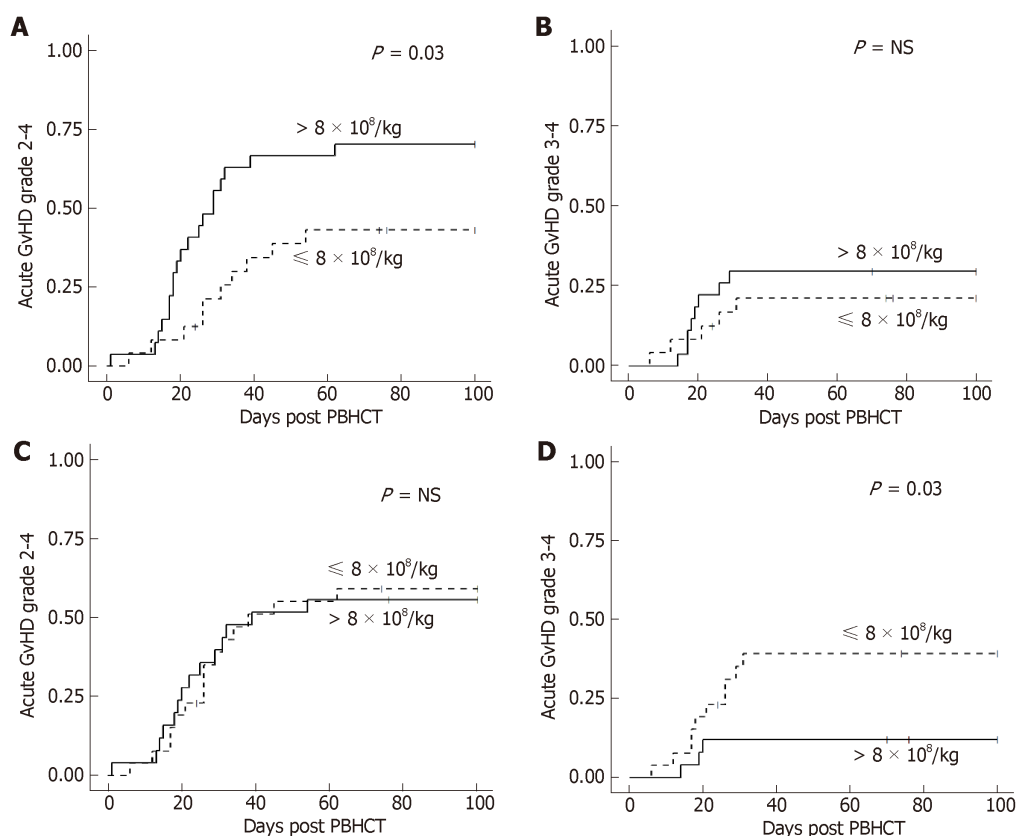 A
Acute GvHD grade 2-4
1.00
0.75
0.50
0.25
0.00
P = 0.03
> 8 × 10⁸/kg
⩽ 8 × 10⁸/kg
0 20 40 60 80 100
Days post PBHCT
B
Acute GvHD grade 3-4
1.00
0.75
0.50
0.25
0.00
P = NS
> 8 × 10⁸/kg
⩽ 8 × 10⁸/kg
0 20 40 60 80 100
Days post PBHCT
C
Acute GvHD grade 2-4
1.00
0.75
0.50
0.25
0.00
P = NS
⩽ 8 × 10⁸/kg
> 8 × 10⁸/kg
0 20 40 60 80 100
Days post PBHCT
D
Acute GvHD grade 3-4
1.00
0.75
0.50
0.25
0.00
P = 0.03
⩽ 8 × 10⁸/kg
> 8 × 10⁸/kg
0 20 40 60 80 100
Days post PBHCT